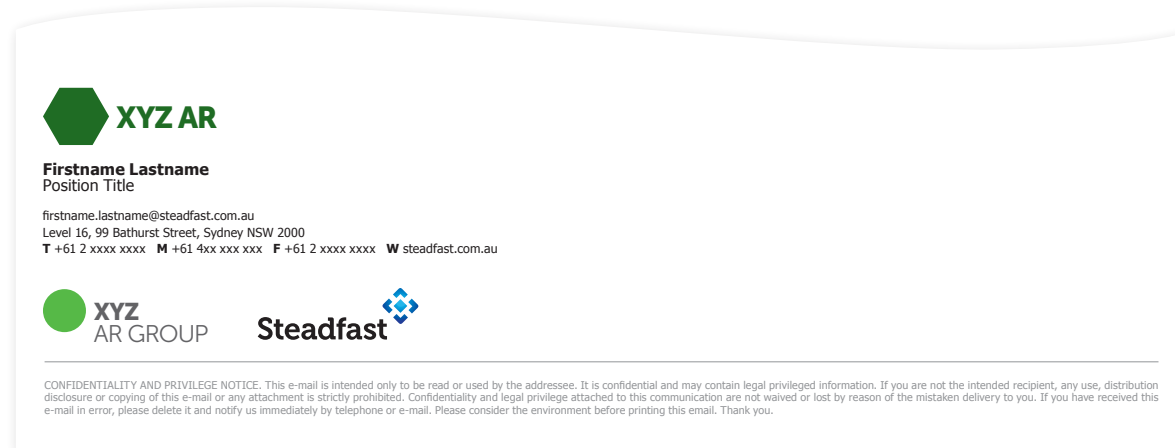 XYZ AR
Firstname Lastname
Position Title
firstname.lastname@steadfast.com.au
Level 16, 99 Bathurst Street, Sydney NSW 2000
T +61 2 xxxx xxxx M +61 4xx xxx xxx F +61 2 xxxx xxxx W steadfast.com.au
XYZ
AR GROUP
Steadfast
CONFIDENTIALITY AND PRIVILEGE NOTICE. This e-mail is intended only to be read or used by the addressee. It is confidential and may contain legal privileged information. If you are not the intended recipient, any use, distribution
disclosure or copying of this e-mail or any attachment is strictly prohibited. Confidentiality and legal privilege attached to this communication are not waived or lost by reason of the mistaken delivery to you. If you have received this
e-mail in error, please delete it and notify us immediately by telephone or e-mail. Please consider the environment before printing this email. Thank you.